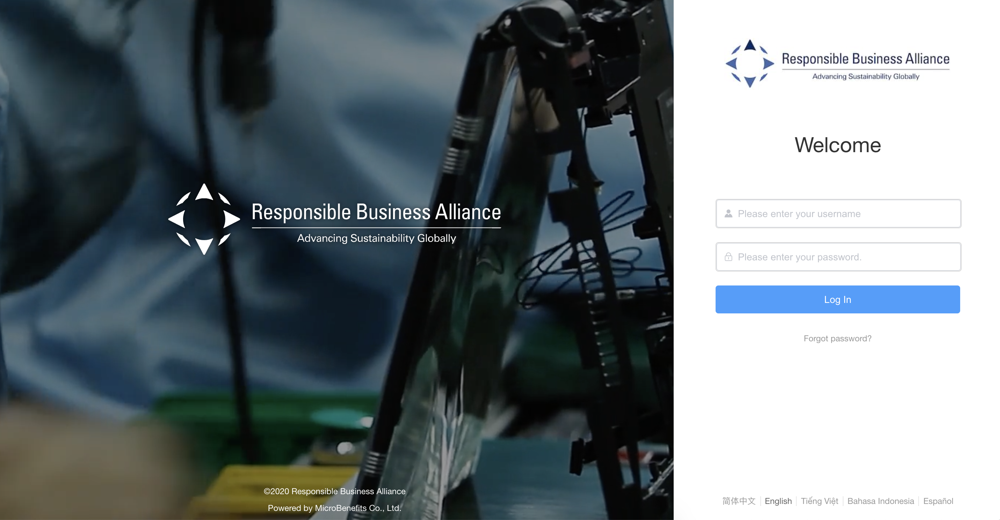 Responsible Business Alliance
Advancing Sustainability Globally
©2020 Responsible Business Alliance
Powered by MicroBenefits Co., Ltd.
Responsible Business Alliance
Advancing Sustainability Globally
Welcome
Please enter your username
Please enter your password.
Log In
Forgot password?
简体中文 English Tiếng Việt Bahasa Indonesia Español